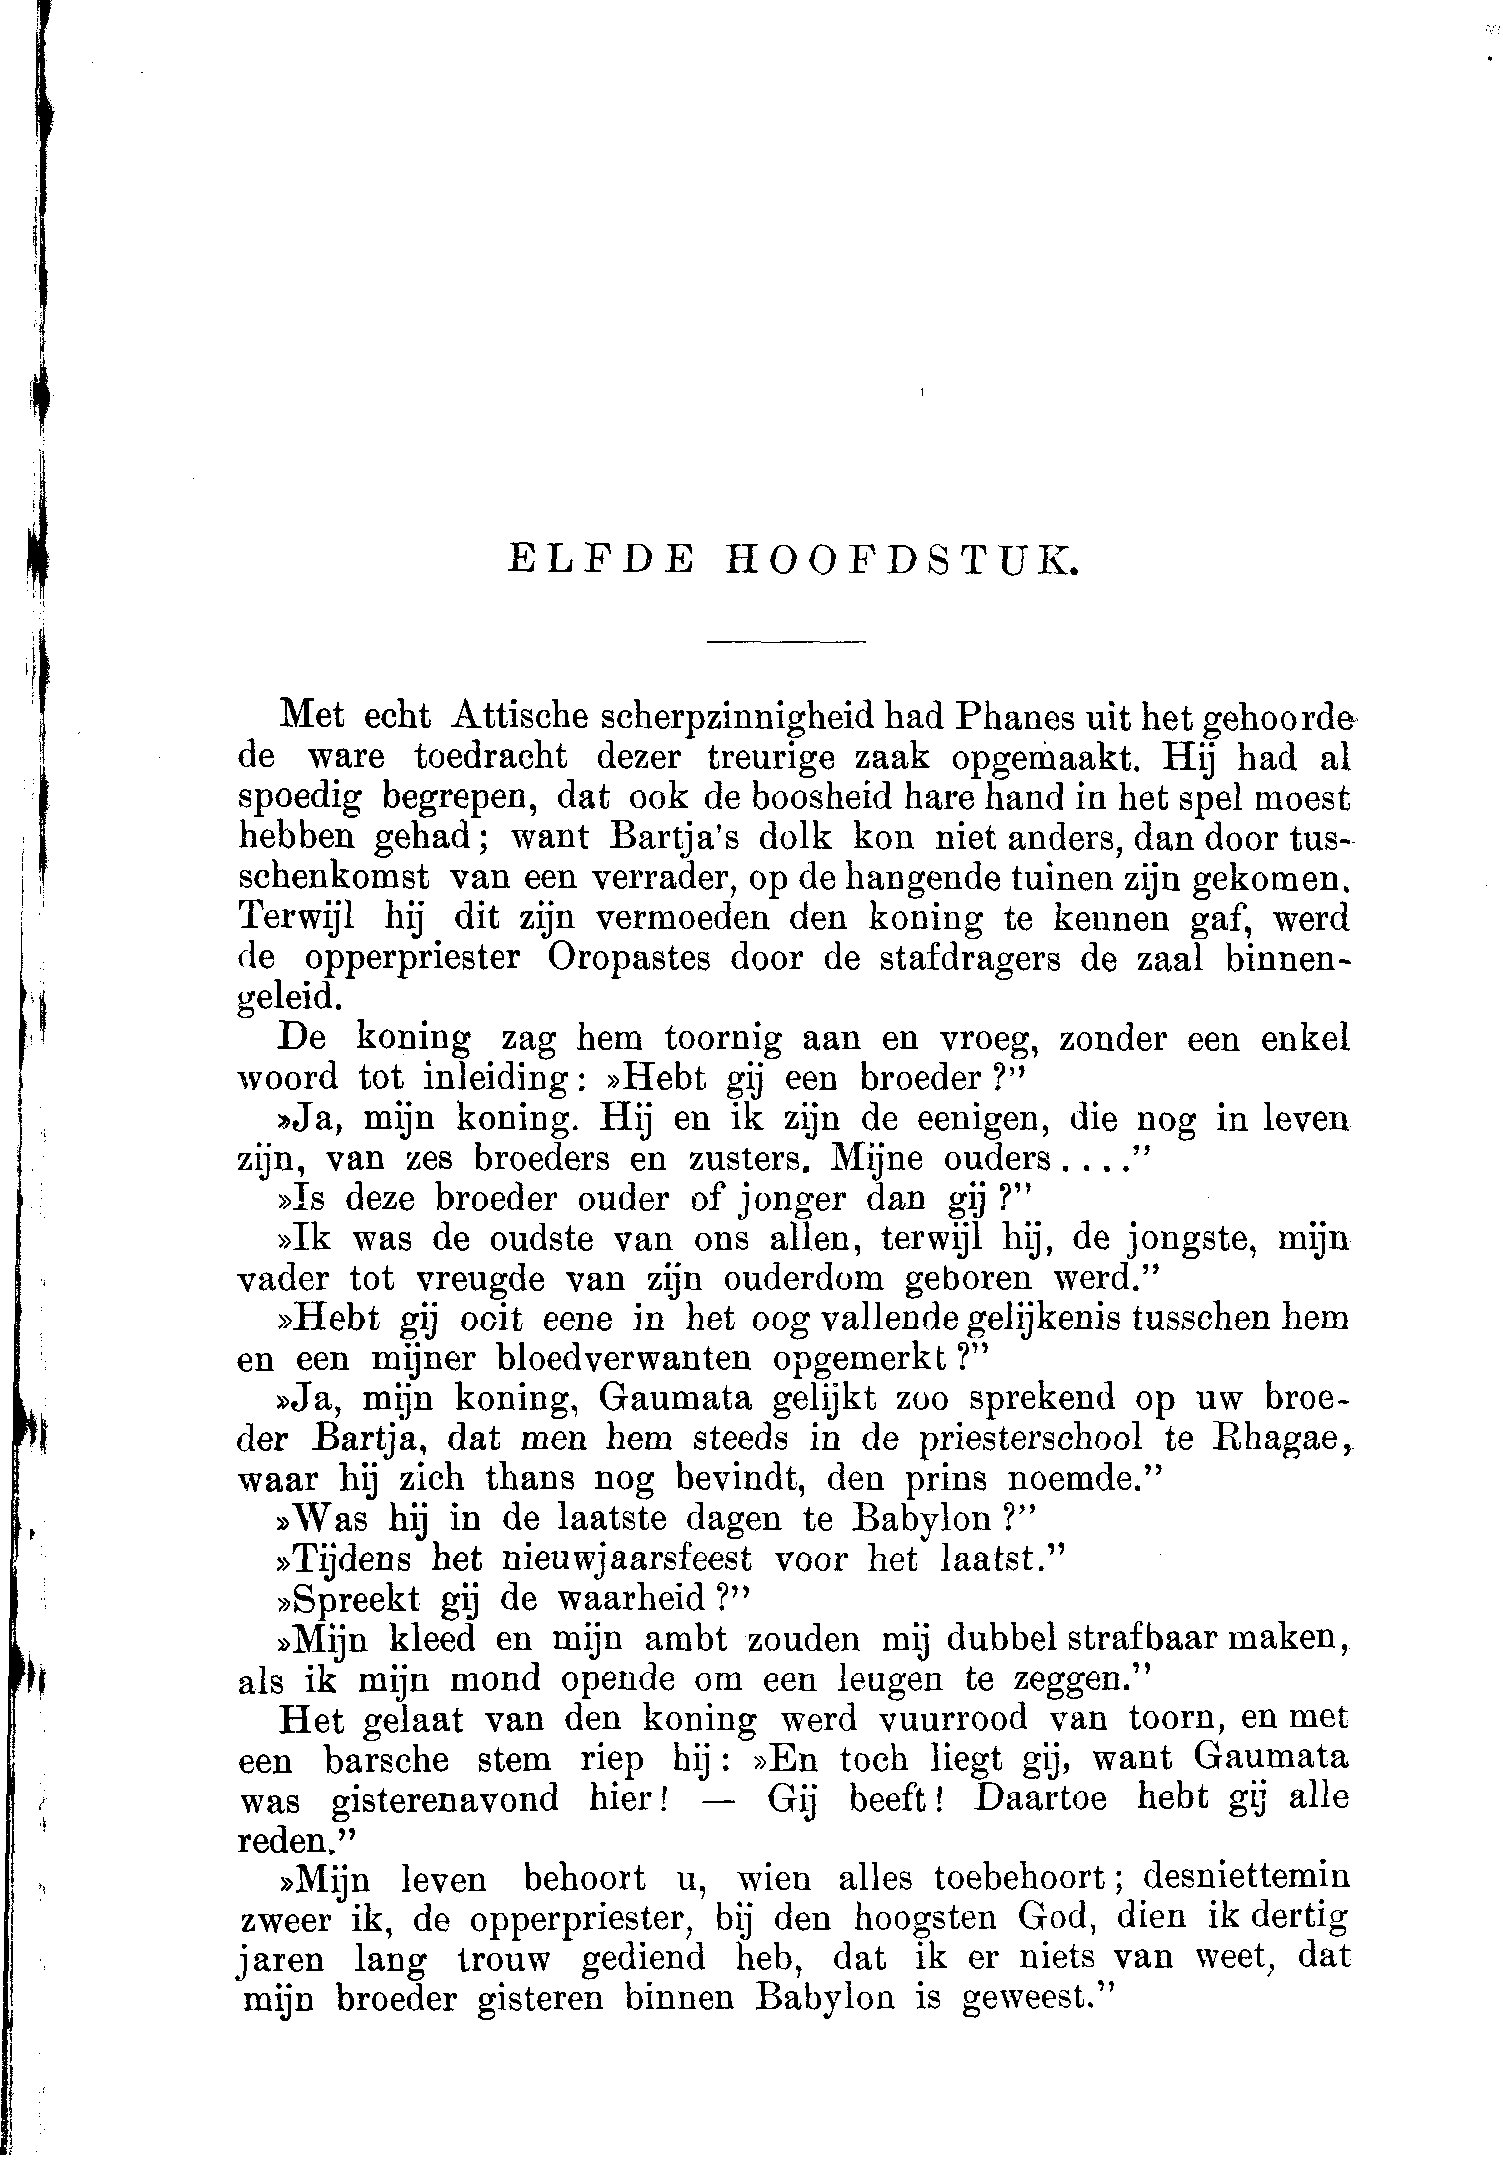 ELFDE HOOFDSTUK.
Met echt Attische scherpzinnigheid had Phanes uit het gehoorde
de ware toedracht dezer treurige zaak opgemaakt. Hij had al
spoedig begrepen, dat ook de boosheid hare hand in het spel moest
hebben gehad; want Bartja's dolk kon niet anders, dan door tus-
schenkomst van een verrader, op de hangende tuinen zijn gekomen.
Terwijl hij dit zijn vermoeden den koning te kennen gaf, werd
de opperpriester Oropastes door de stafdragers de zaal binnen-
geleid.
De koning zag hem toornig aan en vroeg, zonder een enkel
woord tot inleiding: »Hebt gij een broeder?”
»Ja, mijn koning. Hij en ik zijn de eenigen, die nog in leven
zijn, van zes broeders en zusters. Mijne ouders....”
»Is deze broeder ouder of jonger dan gij?”
»Ik was de oudste van ons allen, terwijl hij, de jongste, mijn
vader tot vreugde van zijn ouderdom geboren werd.”
»Hebt gij ooit eene in het oog vallende gelijkenis tusschen hem
en een mijner bloedverwanten opgemerkt?”
»Ja, mijn koning, Gaumata gelijkt zoo sprekend op uw broe-
der Bartja, dat men hem steeds in de priesterschool te Rhagae,
waar hij zich thans nog bevindt, den prins noemde.”
»Was hij in de laatste dagen te Babylon?”
»Tijdens het nieuwjaarsfeest voor het laatst.”
»Spreekt gij de waarheid?”
»Mijn kleed en mijn ambt zouden mij dubbel strafbaar maken,
als ik mijn mond opende om een leugen te zeggen.”
Het gelaat van den koning werd vuurrood van toorn, en met
een barsche stem riep hij: »En toch liegt gij, want Gaumata
was gisterenavond hier! — Gij beeft! Daartoe hebt gij alle
reden.”
»Mijn leven behoort u, wien alles toebehoort; desniettemin
zweer ik, de opperpriester, bij den hoogsten God, dien ik dertig
jaren lang trouw gediend heb, dat ik er niets van weet, dat
mijn broeder gisteren binnen Babylon is geweest.”